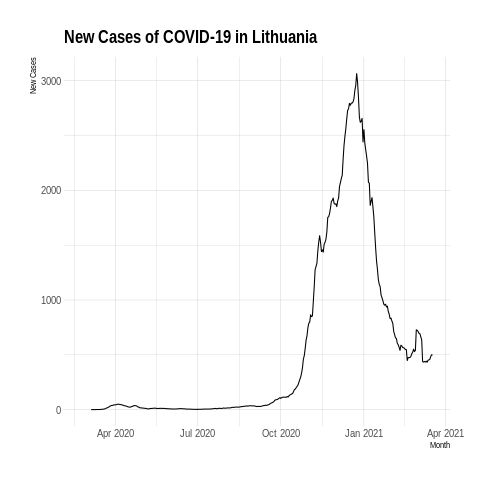 New Cases of COVID-19 in Lithuania
New Cases
3000
2000
1000
0
Apr 2020 Jul 2020 Oct 2020 Jan 2021 Apr 2021
Month